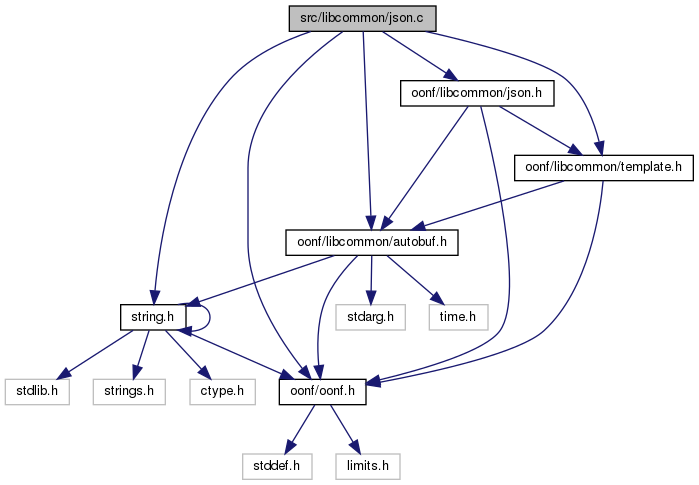 src/libcommon/json.c
oonf/libcommon/json.h
oonf/libcommon/template.h
oonf/libcommon/autobuf.h
string.h
stdarg.h
time.h
stdlib.h
strings.h
ctype.h
oonf/oonf.h
stddef.h
limits.h